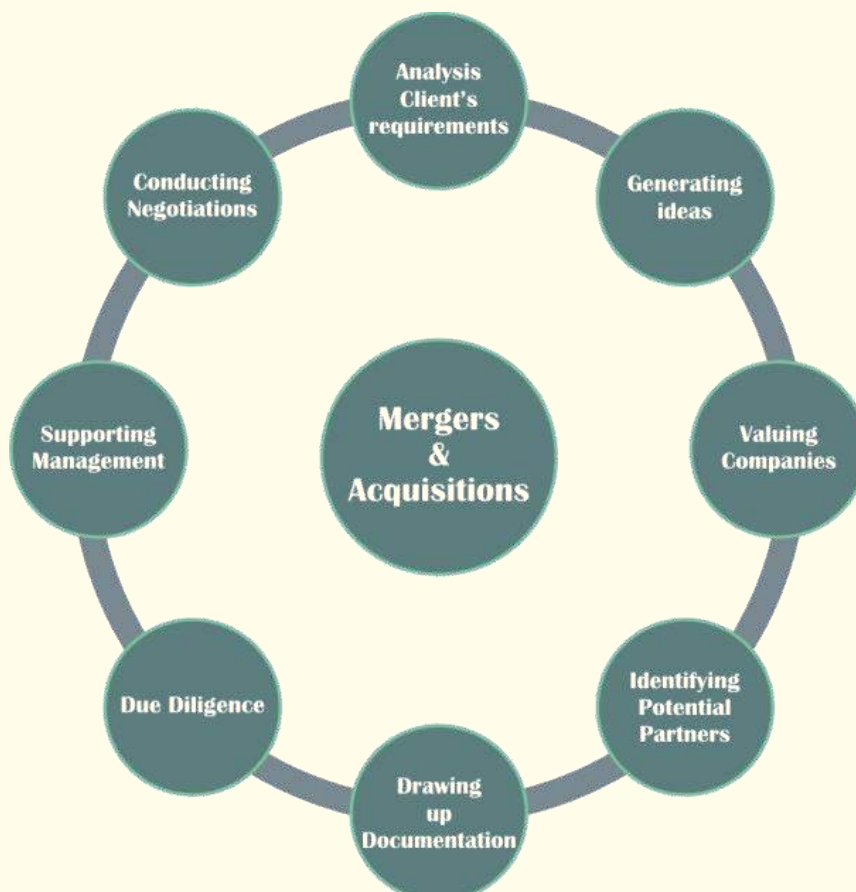 Analysis
Client's
requirements
Generating
ideas
Valuing
Companies
Identifying
Potential
Partners
Drawing
up
Documentation
Due Diligence
Supporting
Management
Conducting
Negotiations
Mergers
&
Acquisitions